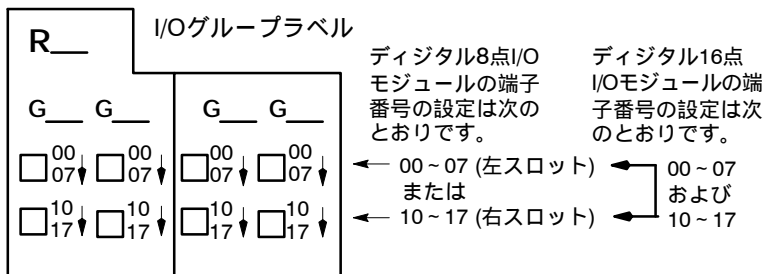 R__
I/Oグループラベル
G__ G__ G__ G__
00 00 00 00
07 07 07 07
10 10 10 10
17 17 17 17
ディジタル8点I/O
モジュールの端子
番号の設定は次の
とおりです。
00~07 (左スロット)
または
10~17 (右スロット)
ディジタル16点
I/Oモジュールの端
子番号の設定は次
のとおりです。
00~07
および
10~17